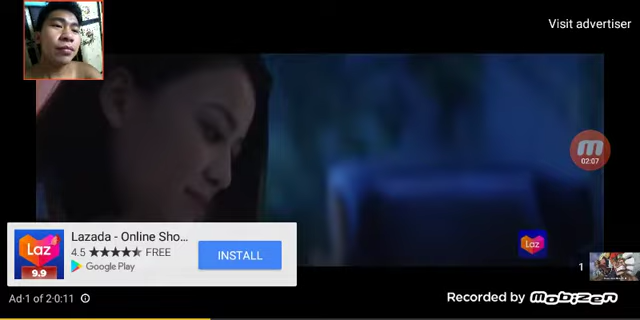 Visit advertiser
02:07
Lazada - Online Sho...
4.5 FREE
Google Play
INSTALL
Laz
9.9
Laz
1
Ad·1 of 2·0:11
Recorded by mobizen